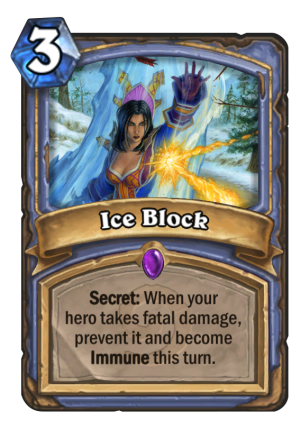 3
Ice Block
Secret: When your
hero takes fatal damage,
prevent it and become
Immune this turn.